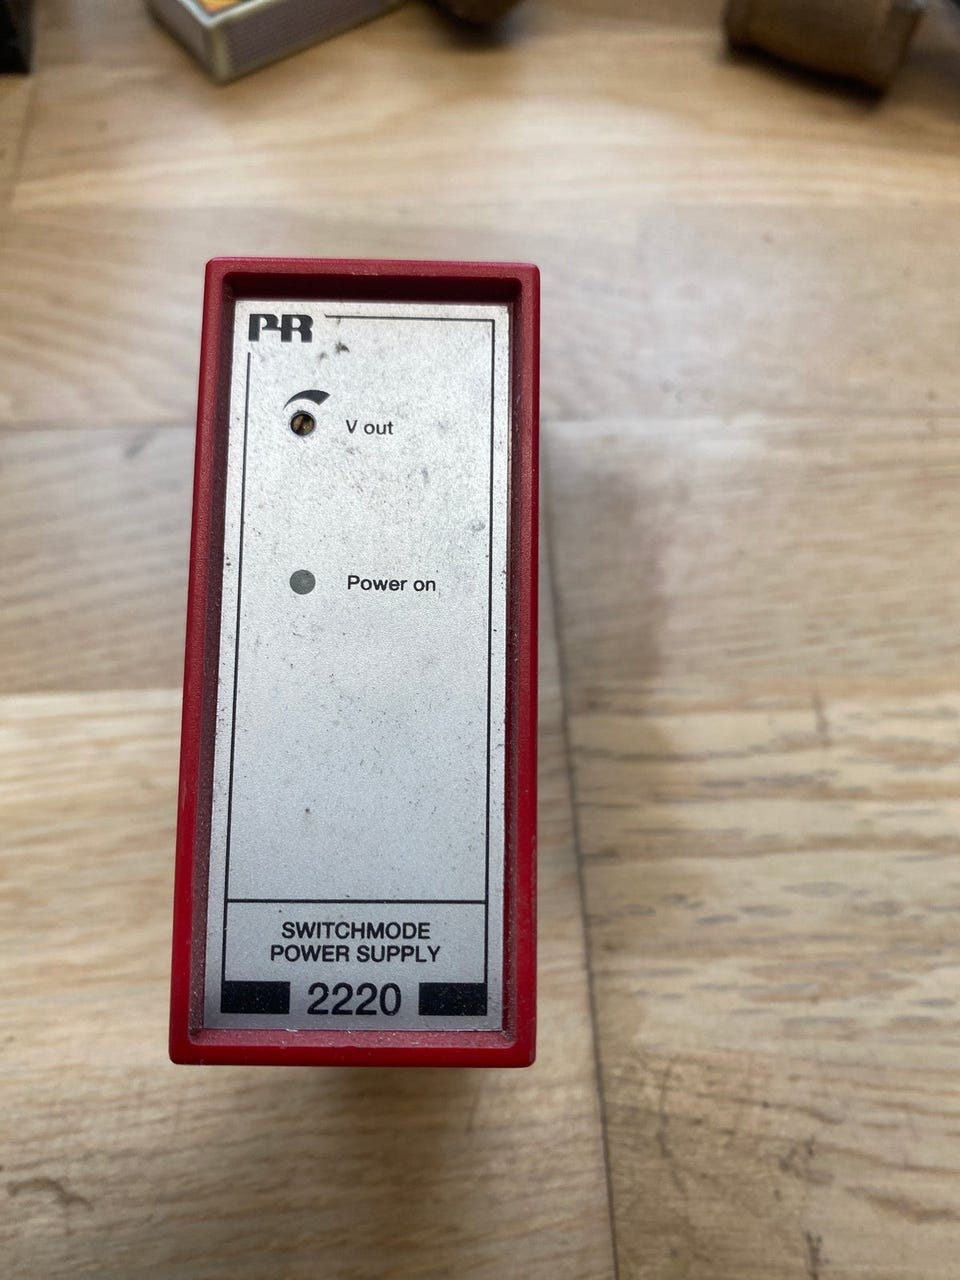 PR
V out
Power on
SWITCHMODE
POWER SUPPLY
2220